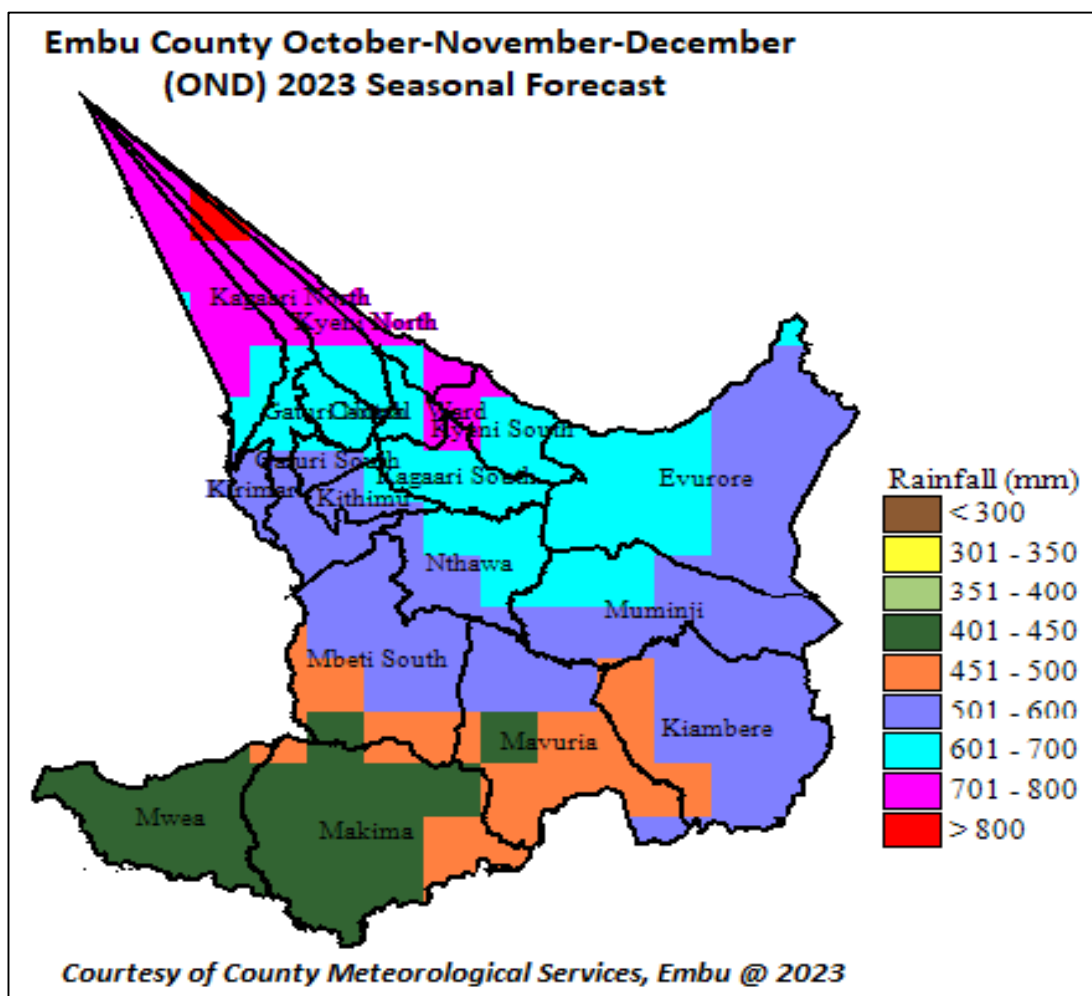 Embu County October-November-December
(OND) 2023 Seasonal Forecast
Kagaari North
Kyeni North
Gaturi
Ward
Kyeni South
Gaturi South
Kagaari South
Evurore
Kithimu
Nthawa
Muminji
Mbeti South
Mavuria
Kiambere
Mwea
Makima
Rainfall (mm)
< 300
301 - 350
351 - 400
401 - 450
451 - 500
501 - 600
601 - 700
701 - 800
> 800
Courtesy of County Meteorological Services, Embu @ 2023